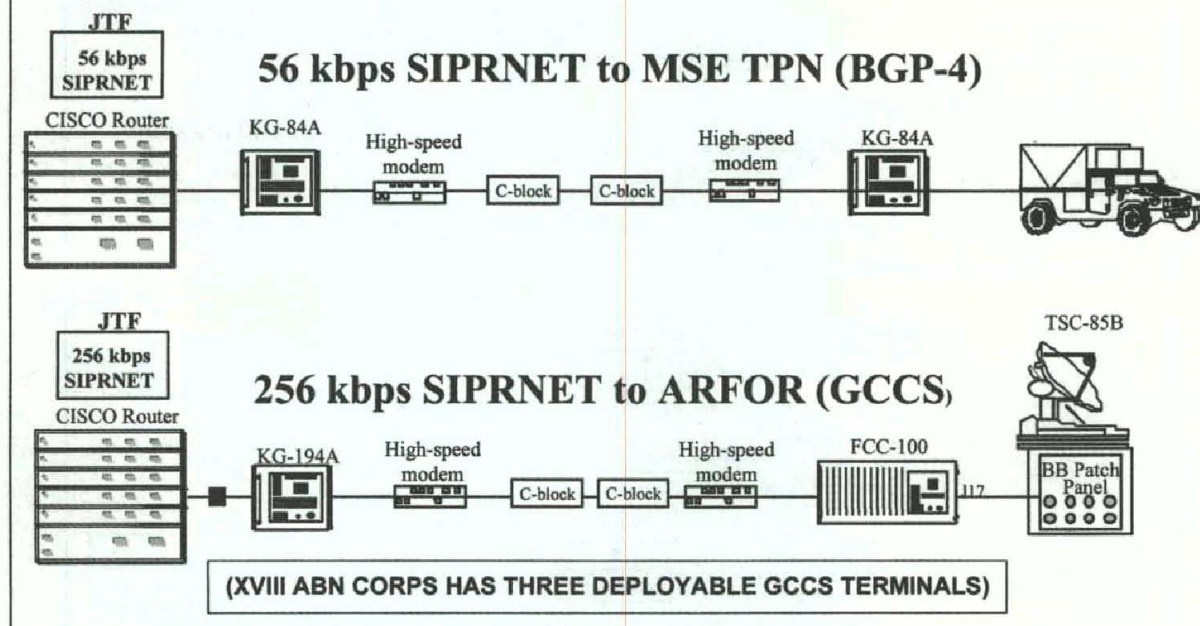 JTF
56 kbps
SIPRNET
56 kbps SIPRNET to MSE TPN (BGP-4)
CISCO Router
KG-84A
High-speed
modem
C-block
C-block
High-speed
modem
KG-84A
JTF
256 kbps
SIPRNET
256 kbps SIPRNET to ARFOR (GCCS)
TSC-85B
CISCO Router
KG-194A
High-speed
modem
C-block
C-block
High-speed
modem
FCC-100
J17
BB Patch
Panel
(XVIII ABN CORPS HAS THREE DEPLOYABLE GCCS TERMINALS)